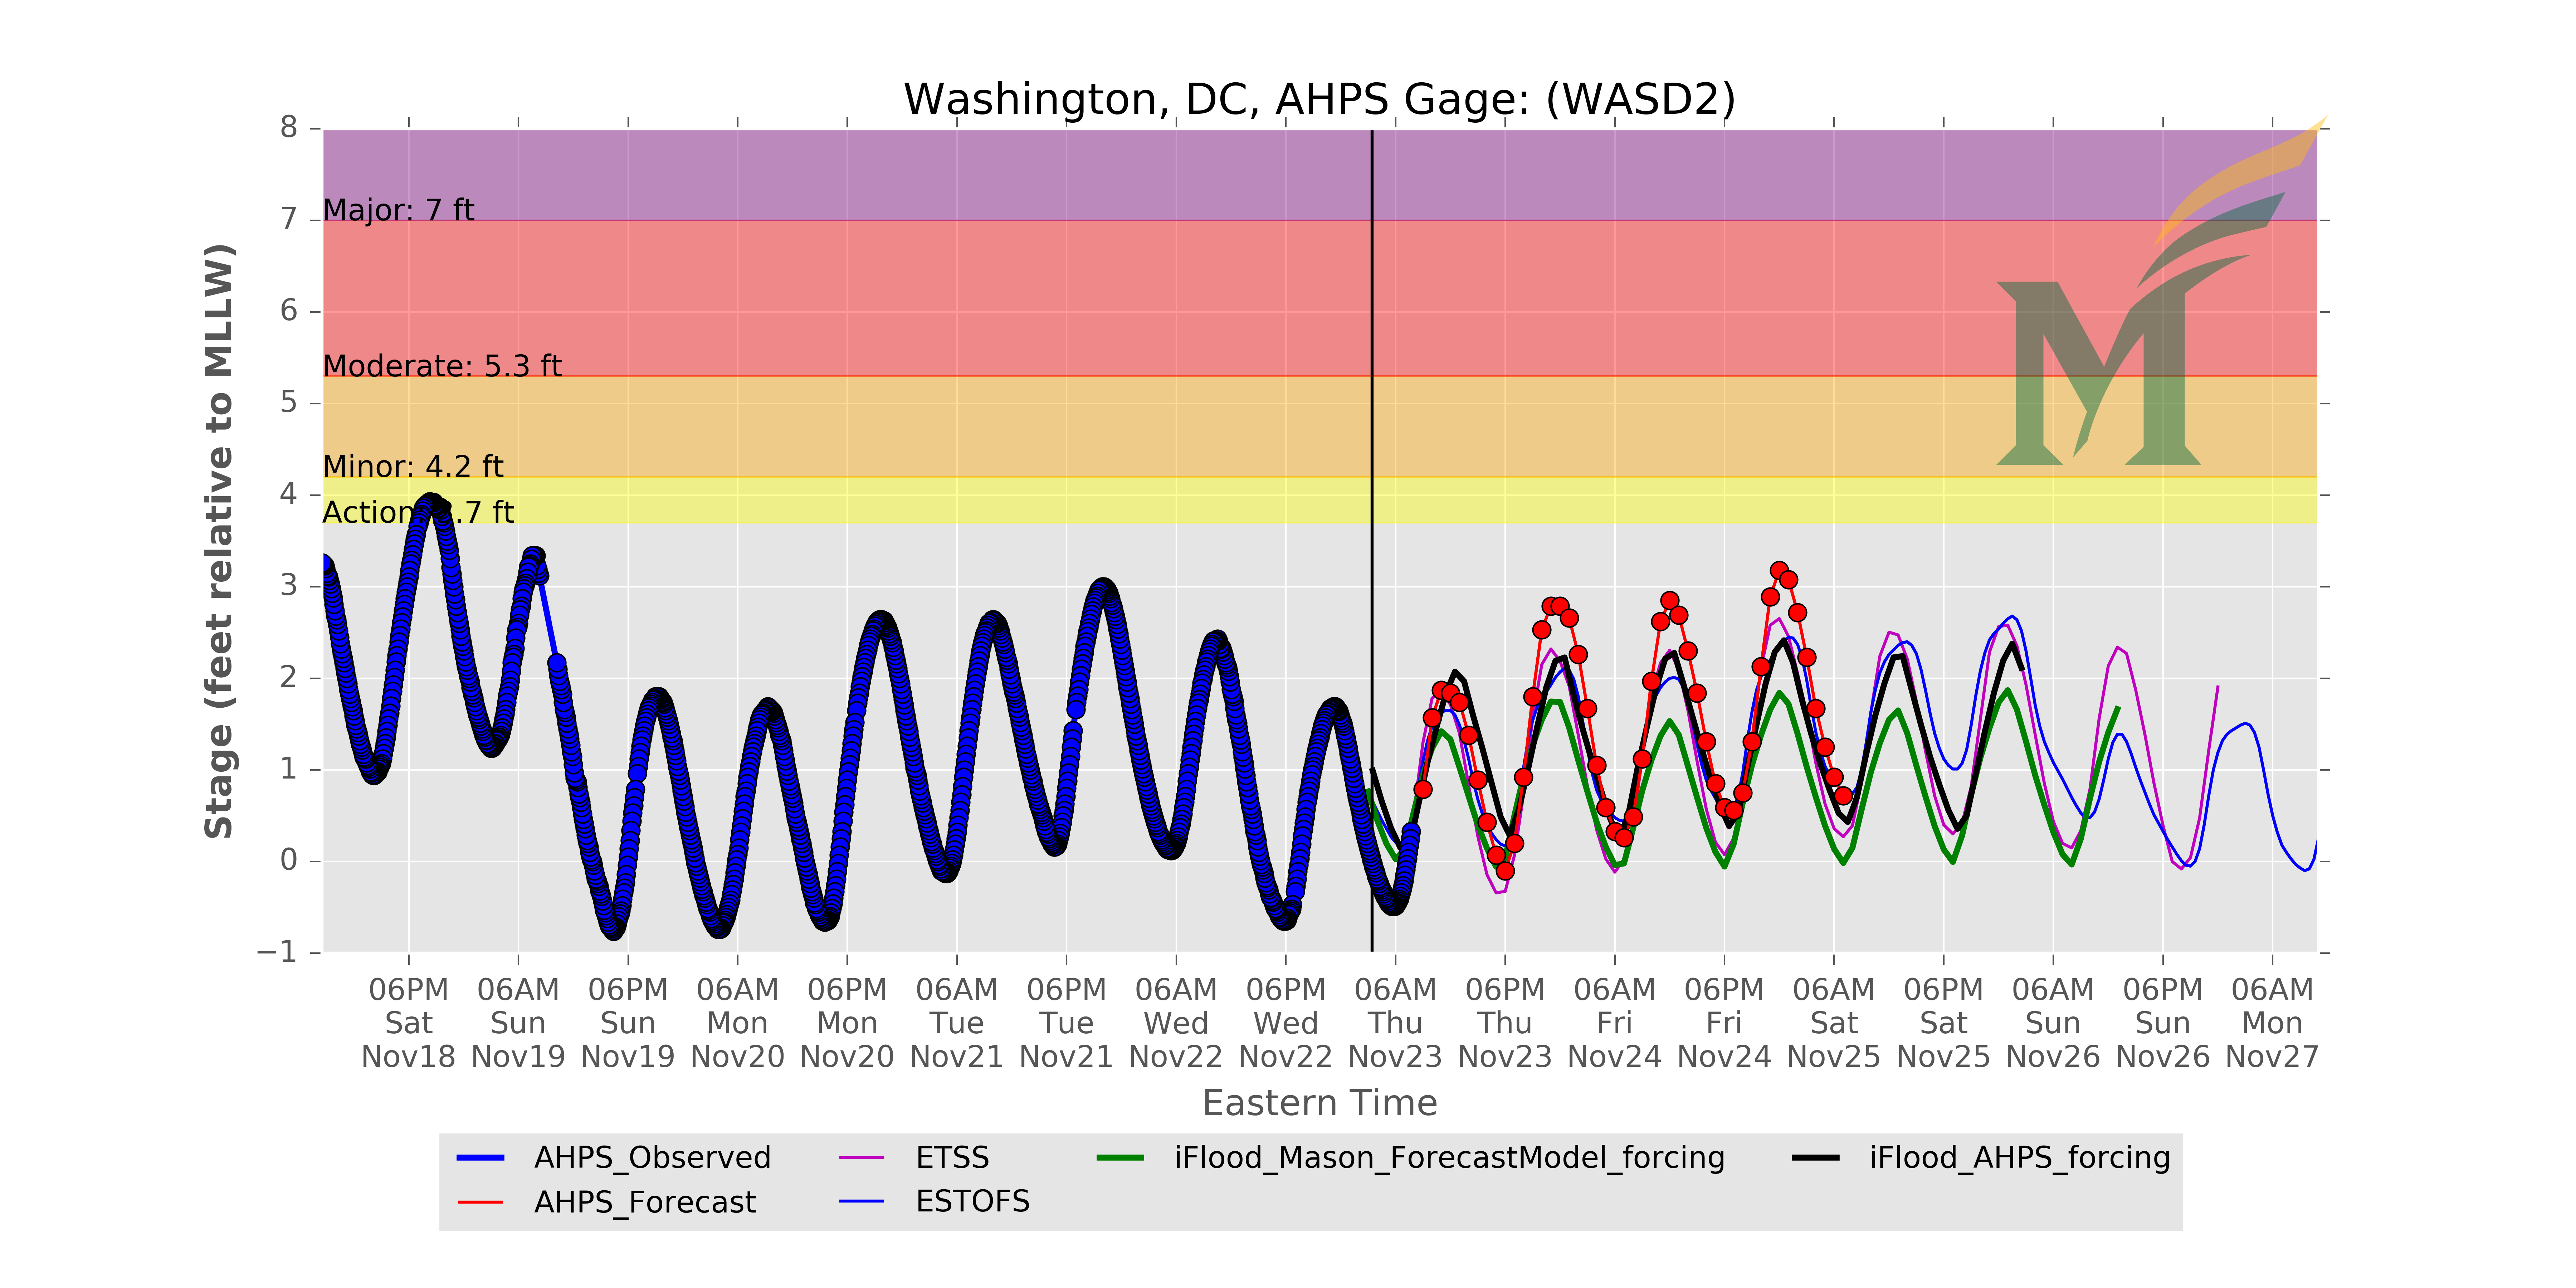 Washington, DC, AHPS Gage: (WASD2)
8
7
6
5
4
3
2
1
0
−1
Stage (feet relative to MLLW)
Major: 7 ft
Moderate: 5.3 ft
Minor: 4.2 ft
Action .7 ft
06PM 06AM 06PM 06AM 06PM 06AM 06PM 06AM 06PM 06AM 06PM 06AM 06PM 06AM 06PM 06AM 06PM 06AM
Sat Sun Sun Mon Mon Tue Tue Wed Wed Thu Thu Fri Fri Sat Sat Sun Sun Mon
Nov18 Nov19 Nov19 Nov20 Nov20 Nov21 Nov21 Nov22 Nov22 Nov23 Nov23 Nov24 Nov24 Nov25 Nov25 Nov26 Nov26 Nov27
Eastern Time
AHPS_Observed ETSS iFlood_Mason_ForecastModel_forcing iFlood_AHPS_forcing
AHPS_Forecast ESTOFS
M